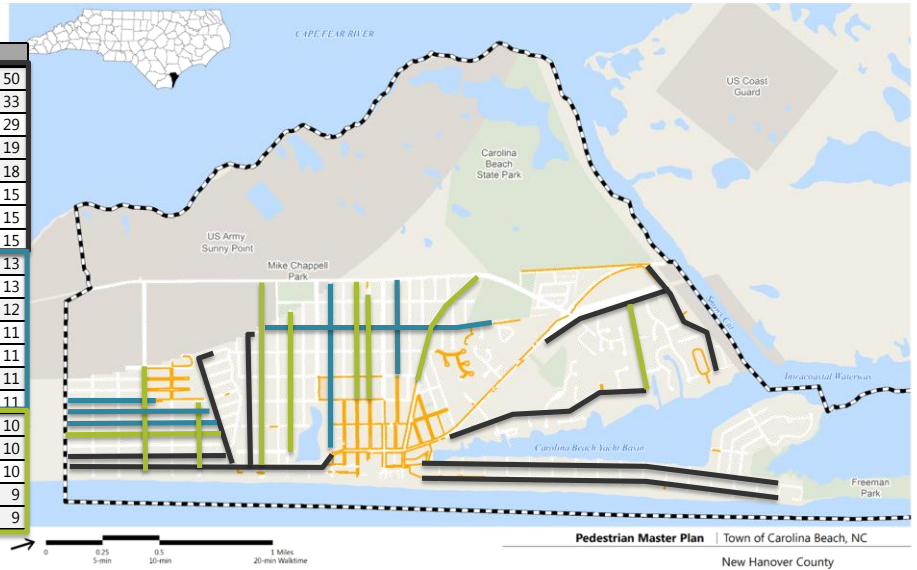 CAPE FEAR RIVER
50
33
29
19
18
15
15
15
13
13
12
11
11
11
11
10
10
10
9
9
US Coast
Guard
Carolina
Beach
State Park
US Army
Sunny Point
Mike Chappell
Park
Snows Cut
Intracoastal Waterway
Carolina Beach Yacht Basin
Freeman
Park
0
0.25
5-min
0.5
10-min
1 Miles
20-min Walktime
Pedestrian Master Plan | Town of Carolina Beach, NC
New Hanover County